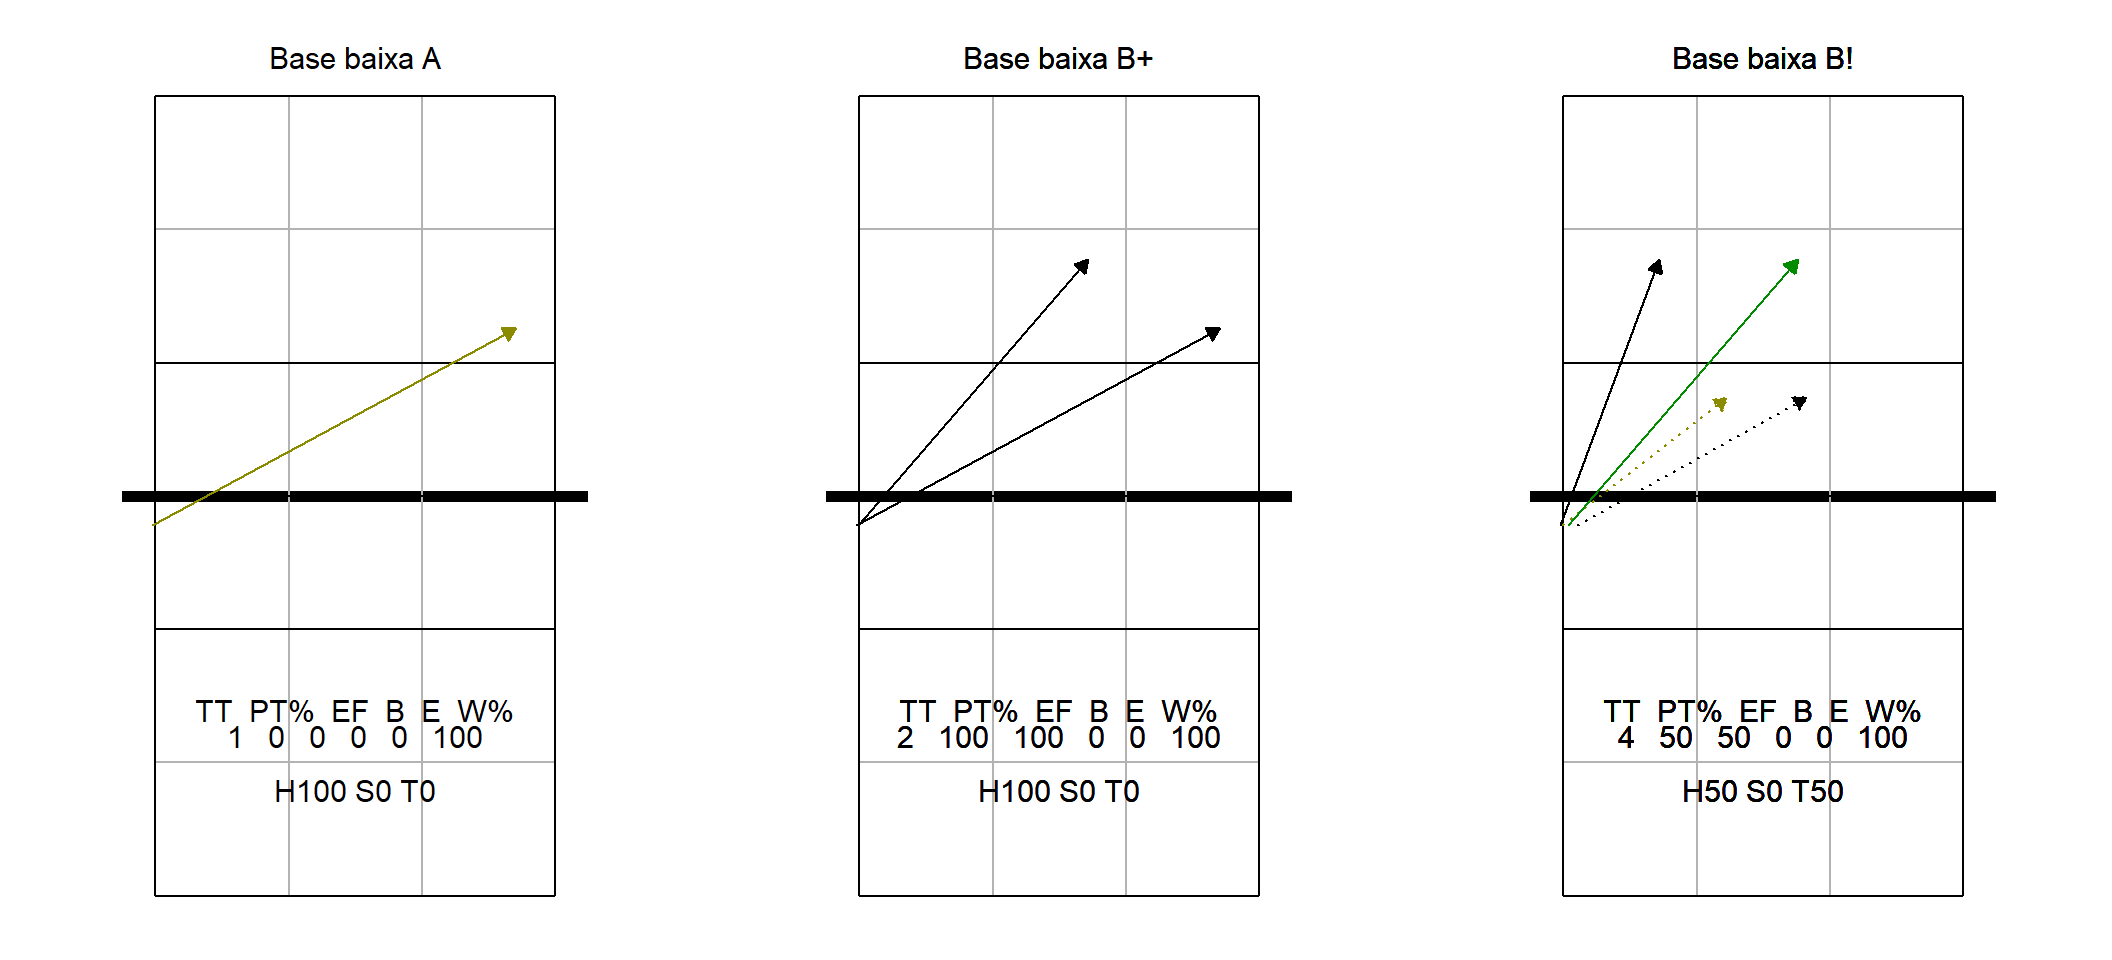 Base baixa A
TT PT% EF B E W%
1 0 0 0 0 100
H100 S0 T0
Base baixa B+
TT PT% EF B E W%
2 100 100 0 0 100
H100 S0 T0
Base baixa B!
TT PT% EF B E W%
4 50 50 0 0 100
H50 S0 T50